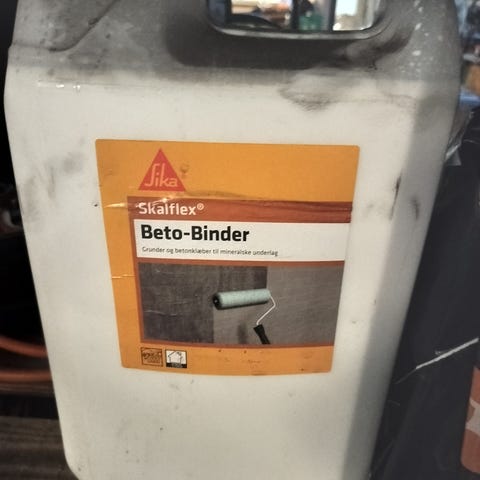 Sika
Skalflex®
Beto-Binder
Grunder og betonklæber til mineralske underlag